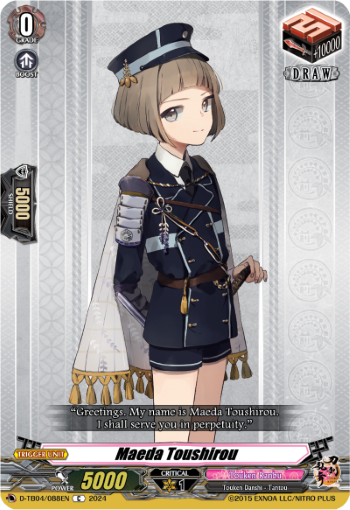 0
GRADE
BOOST
+10000
DRAW
5000
SHIELD
"Greetings. My name is Maeda Toushirou.
I shall serve you in perpetuity."
TRIGGER UNIT
Maeda Toushirou
POWER 5000
CRITICAL
1
Touken Ranbu
Touken Danshi - Tantou
D-TB04/088EN C 2024
©2015 EXNOA LLC/NITRO PLUS